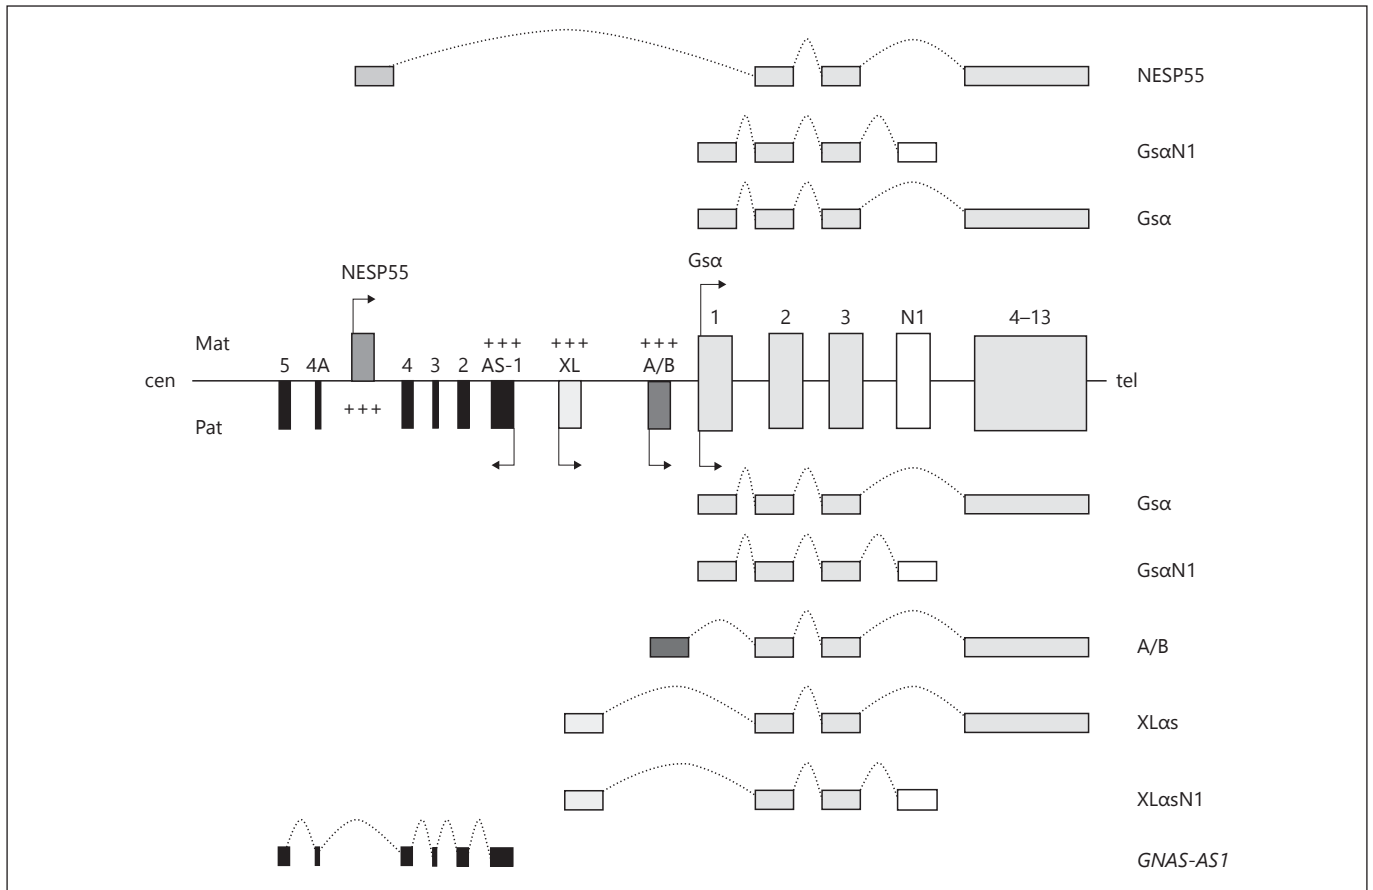 NESP55
GsαN1
Gsα
NESP55
Gsα
1 2 3 N1 4–13
Mat
+++ +++ +++
5 4A 4 3 2 AS-1 XL A/B
cen tel
+++
Pat
Gsα
GsαN1
A/B
XLαs
XLαsN1
GNAS-AS1